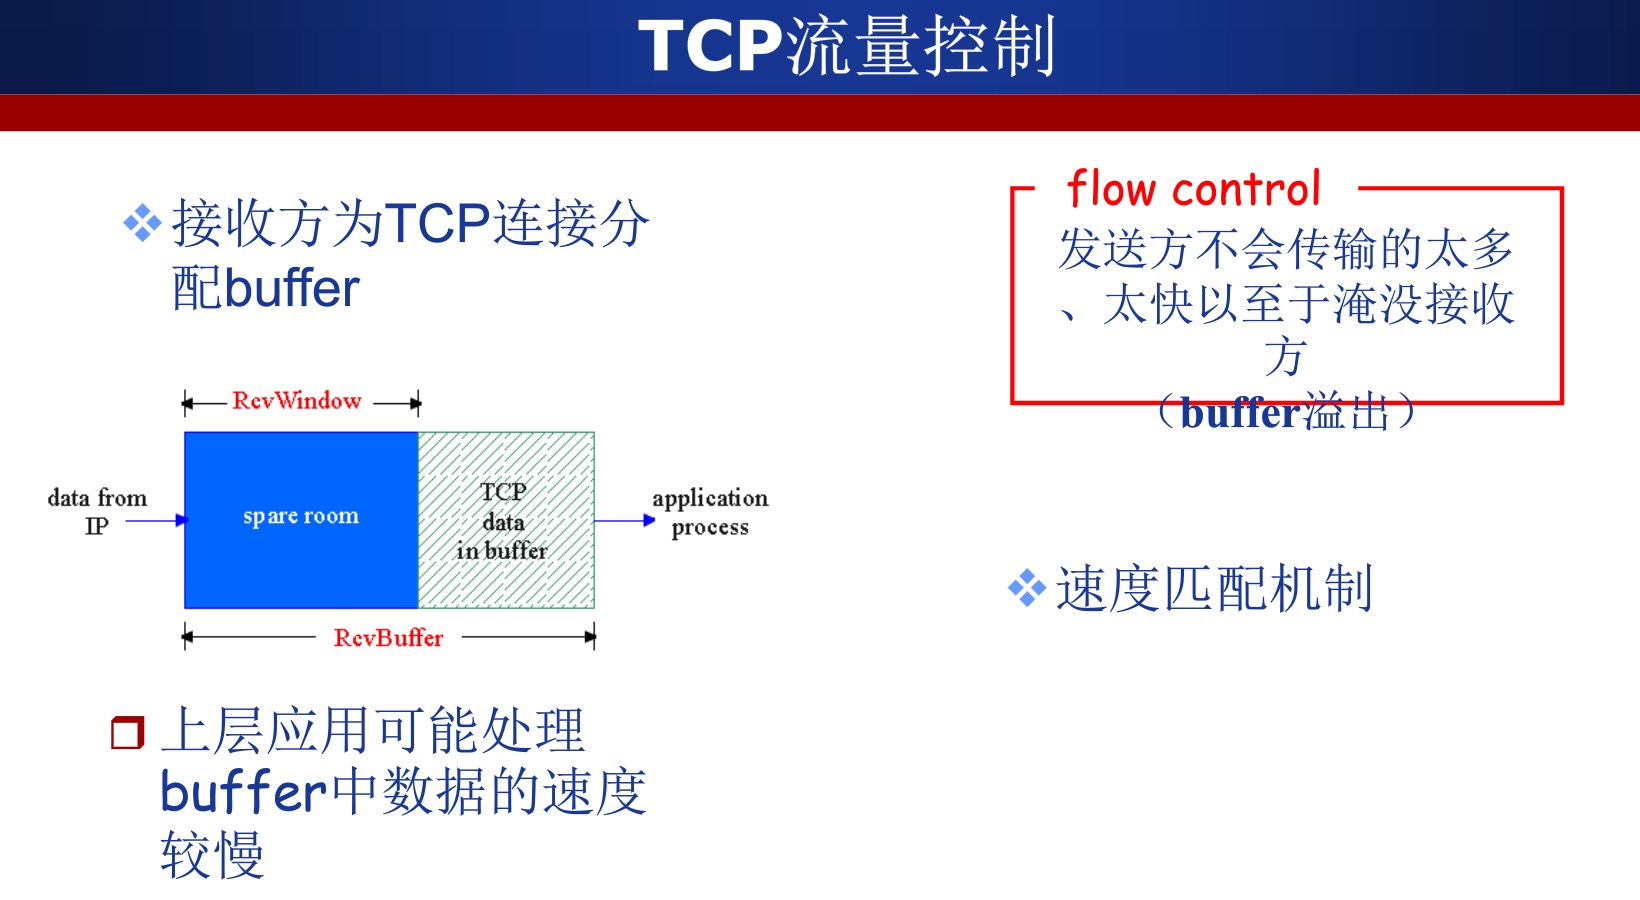 TCP流量控制
接收方为TCP连接分
配buffer
flow control
发送方不会传输的太多
、太快以至于淹没接收
方
（buffer溢出）
RcvWindow
data from
IP
spare room
TCP
data
in buffer
application
process
RcvBuffer
速度匹配机制
上层应用可能处理
buffer中数据的速度
较慢